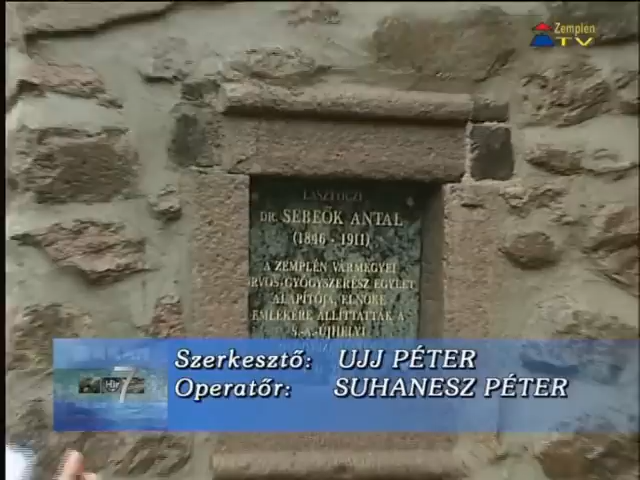 Zemplén
TV
LASZTÓCZI
DR. SEBEŐK ANTAL
(1846 - 1911)
A ZEMPLÉN VÁRMEGYEI
ORVOS-GYÓGYSZERÉSZ EGYLET
ALAPÍTÓJA, ELNÖKE
EMLÉKÉRE ÁLLÍTTATTÁK A
S.-A.-ÚJHELYI
Szerkesztő: UJJ PÉTER
Operatőr: SUHANESZ PÉTER
7